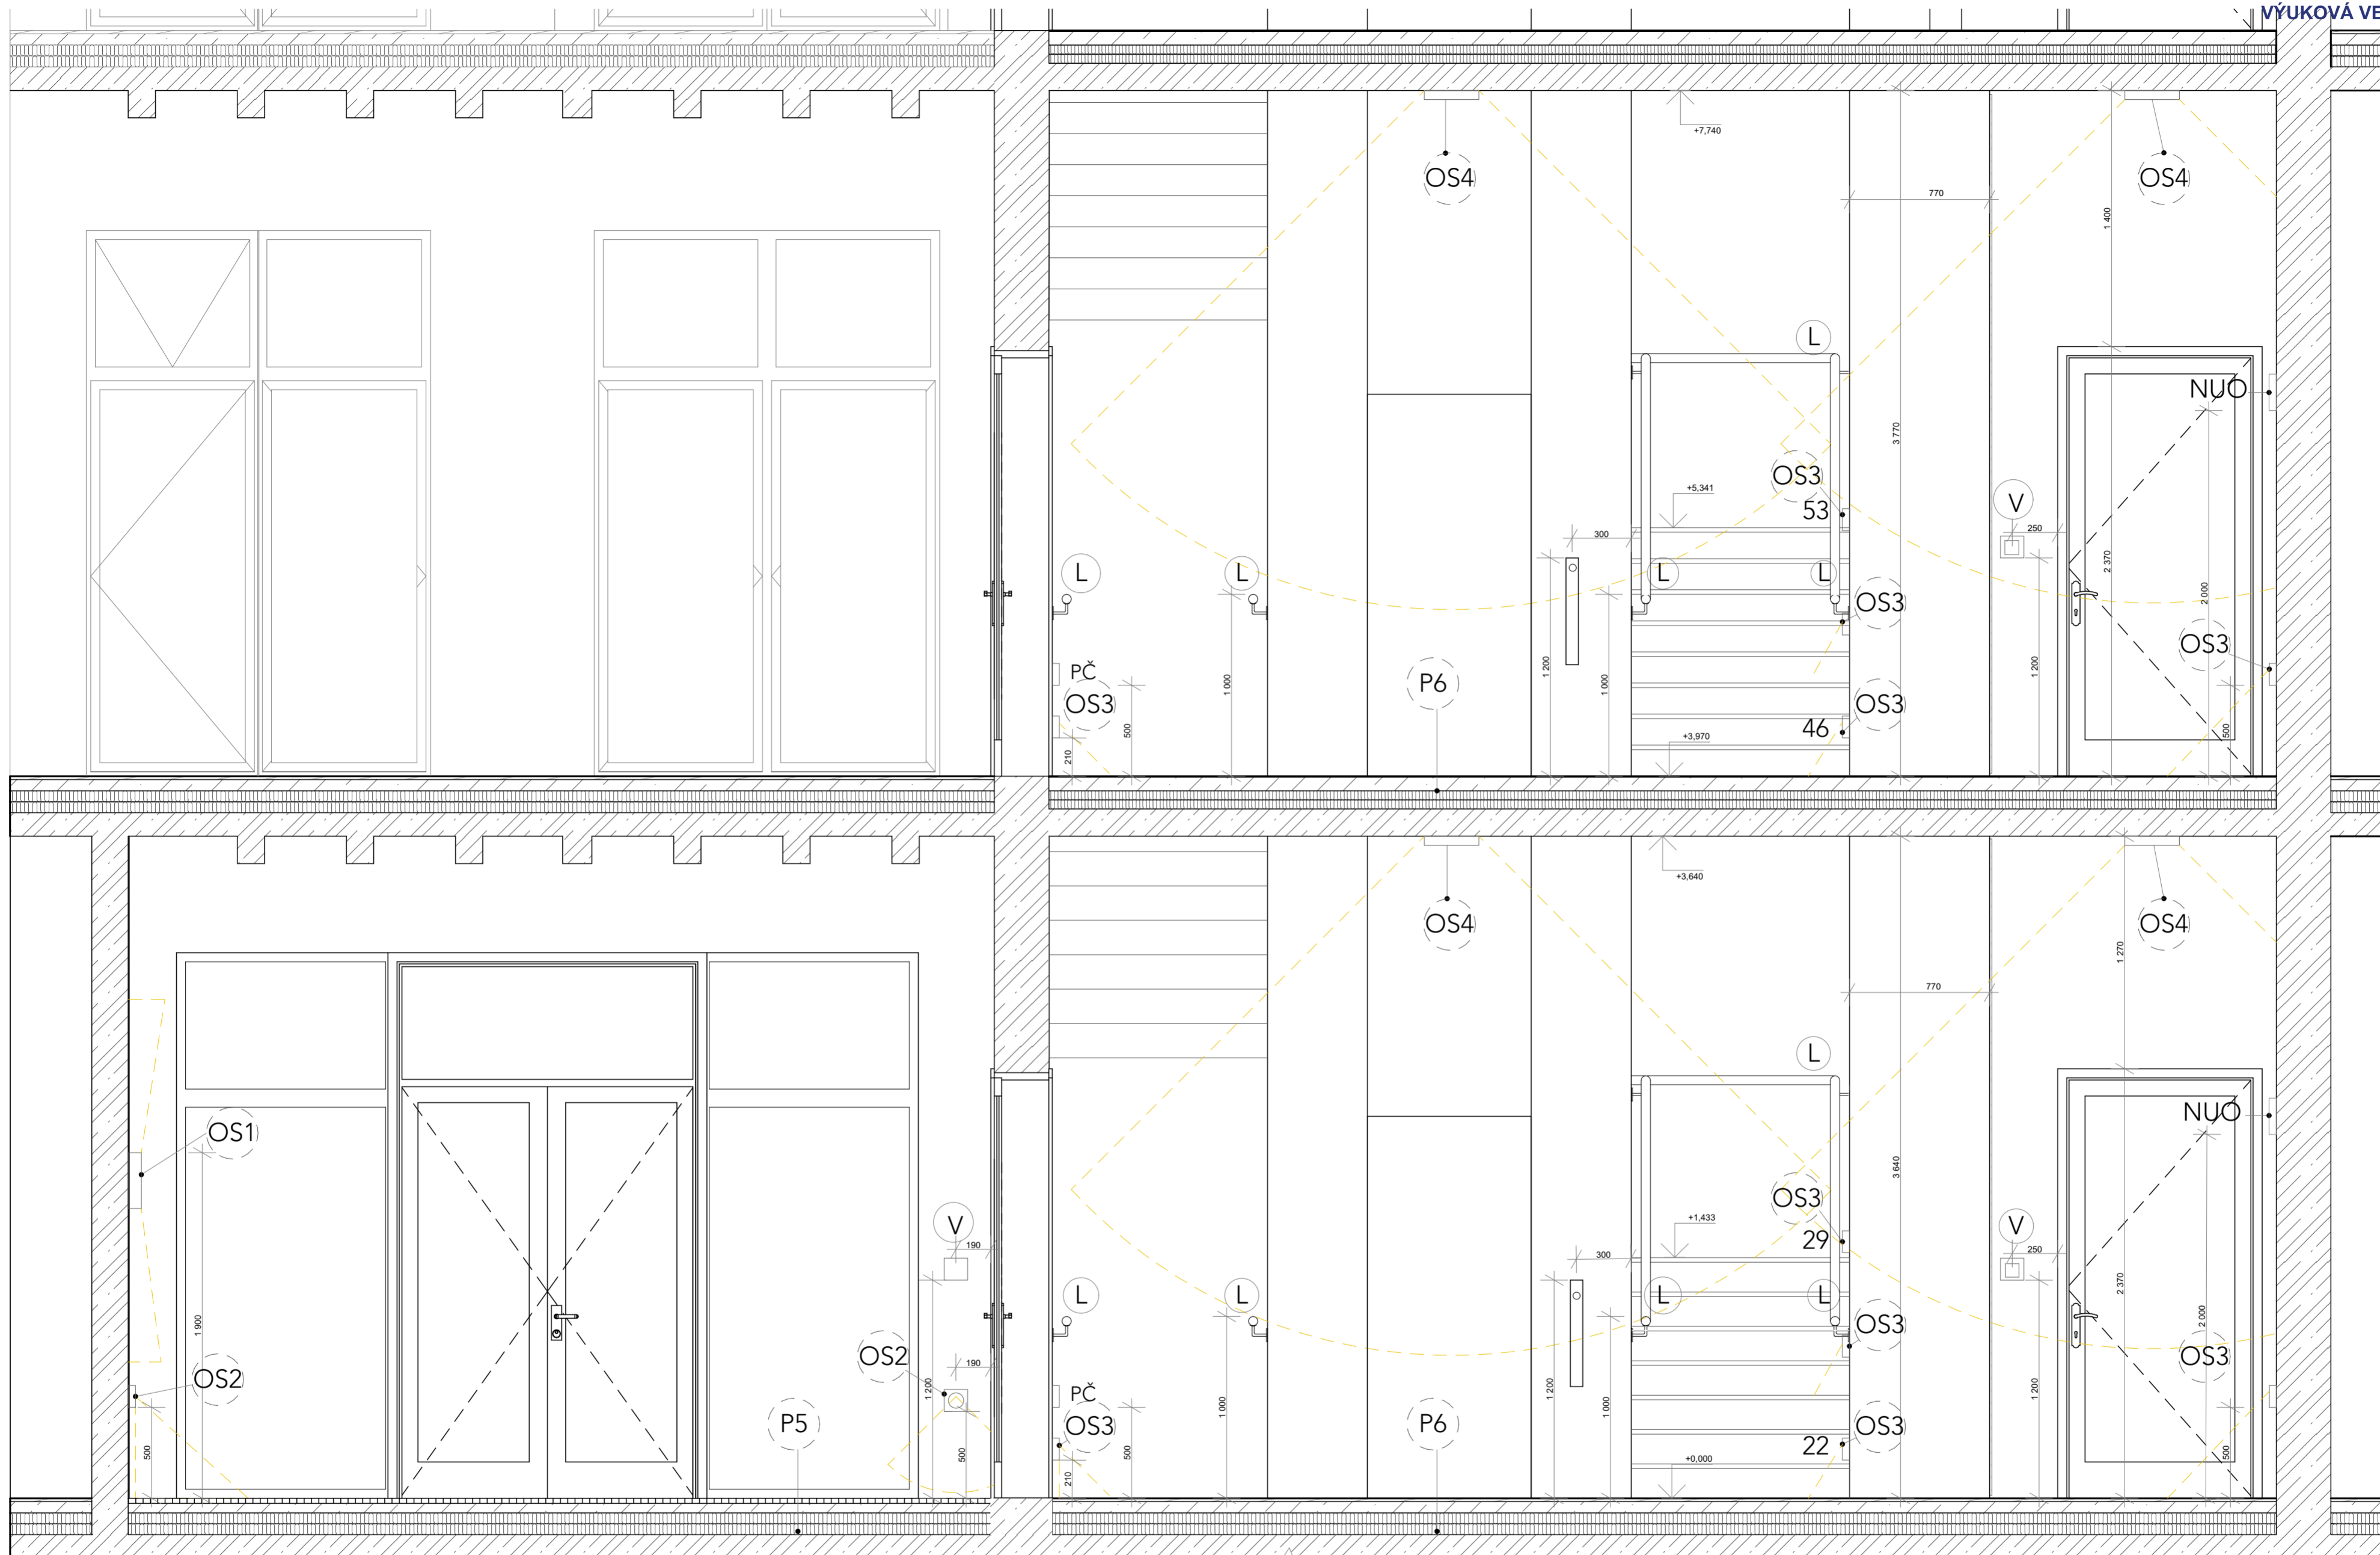 VÝUKOVÁ VE
+7,740
OS4
OS4
770
1 400
L
NUO
3 770
OS3
53
+5,341
V
250
300
2 370
L
L
L
L
2 000
OS3
OS3
PČ
OS3
1 200
1 000
500
1 000
P6
1 200
OS3
46
+3,970
210
500
+3,640
OS4
OS4
1 270
770
L
NUO
OS1
3 640
OS3
29
+1,433
V
V
190
250
300
2 370
L
L
L
L
1 900
2 000
OS3
OS3
OS2
OS2
190
1 200
PČ
OS3
1 200
1 000
500
1 000
P5
P6
1 200
OS3
22
+0,000
500
500
210
500